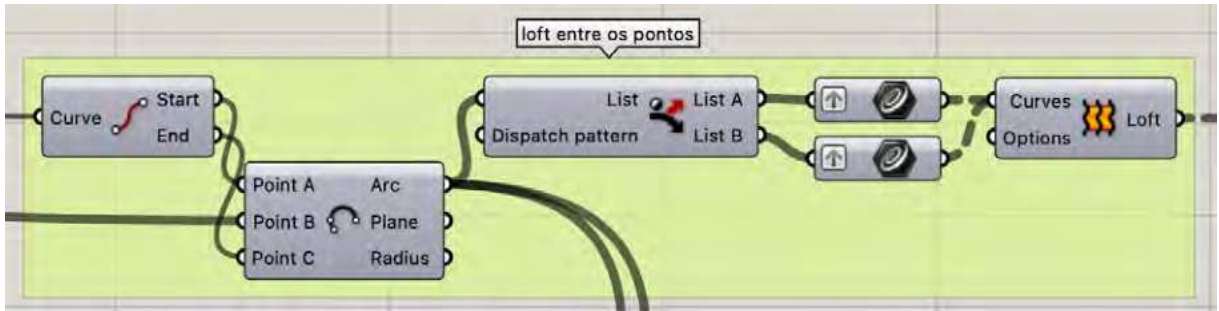 loft entre os pontos
Curve
Start
End
Point A
Point B
Point C
Arc
Plane
Radius
List
Dispatch pattern
List A
List B
Curves
Options
Loft